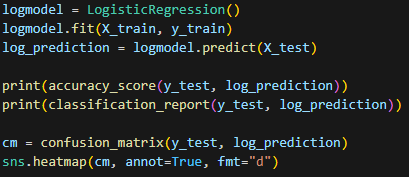 logmodel = LogisticRegression()
logmodel.fit(X_train, y_train)
log_prediction = logmodel.predict(X_test)
print(accuracy_score(y_test, log_prediction))
print(classification_report(y_test, log_prediction))
cm = confusion_matrix(y_test, log_prediction)
sns.heatmap(cm, annot=True, fmt="d")